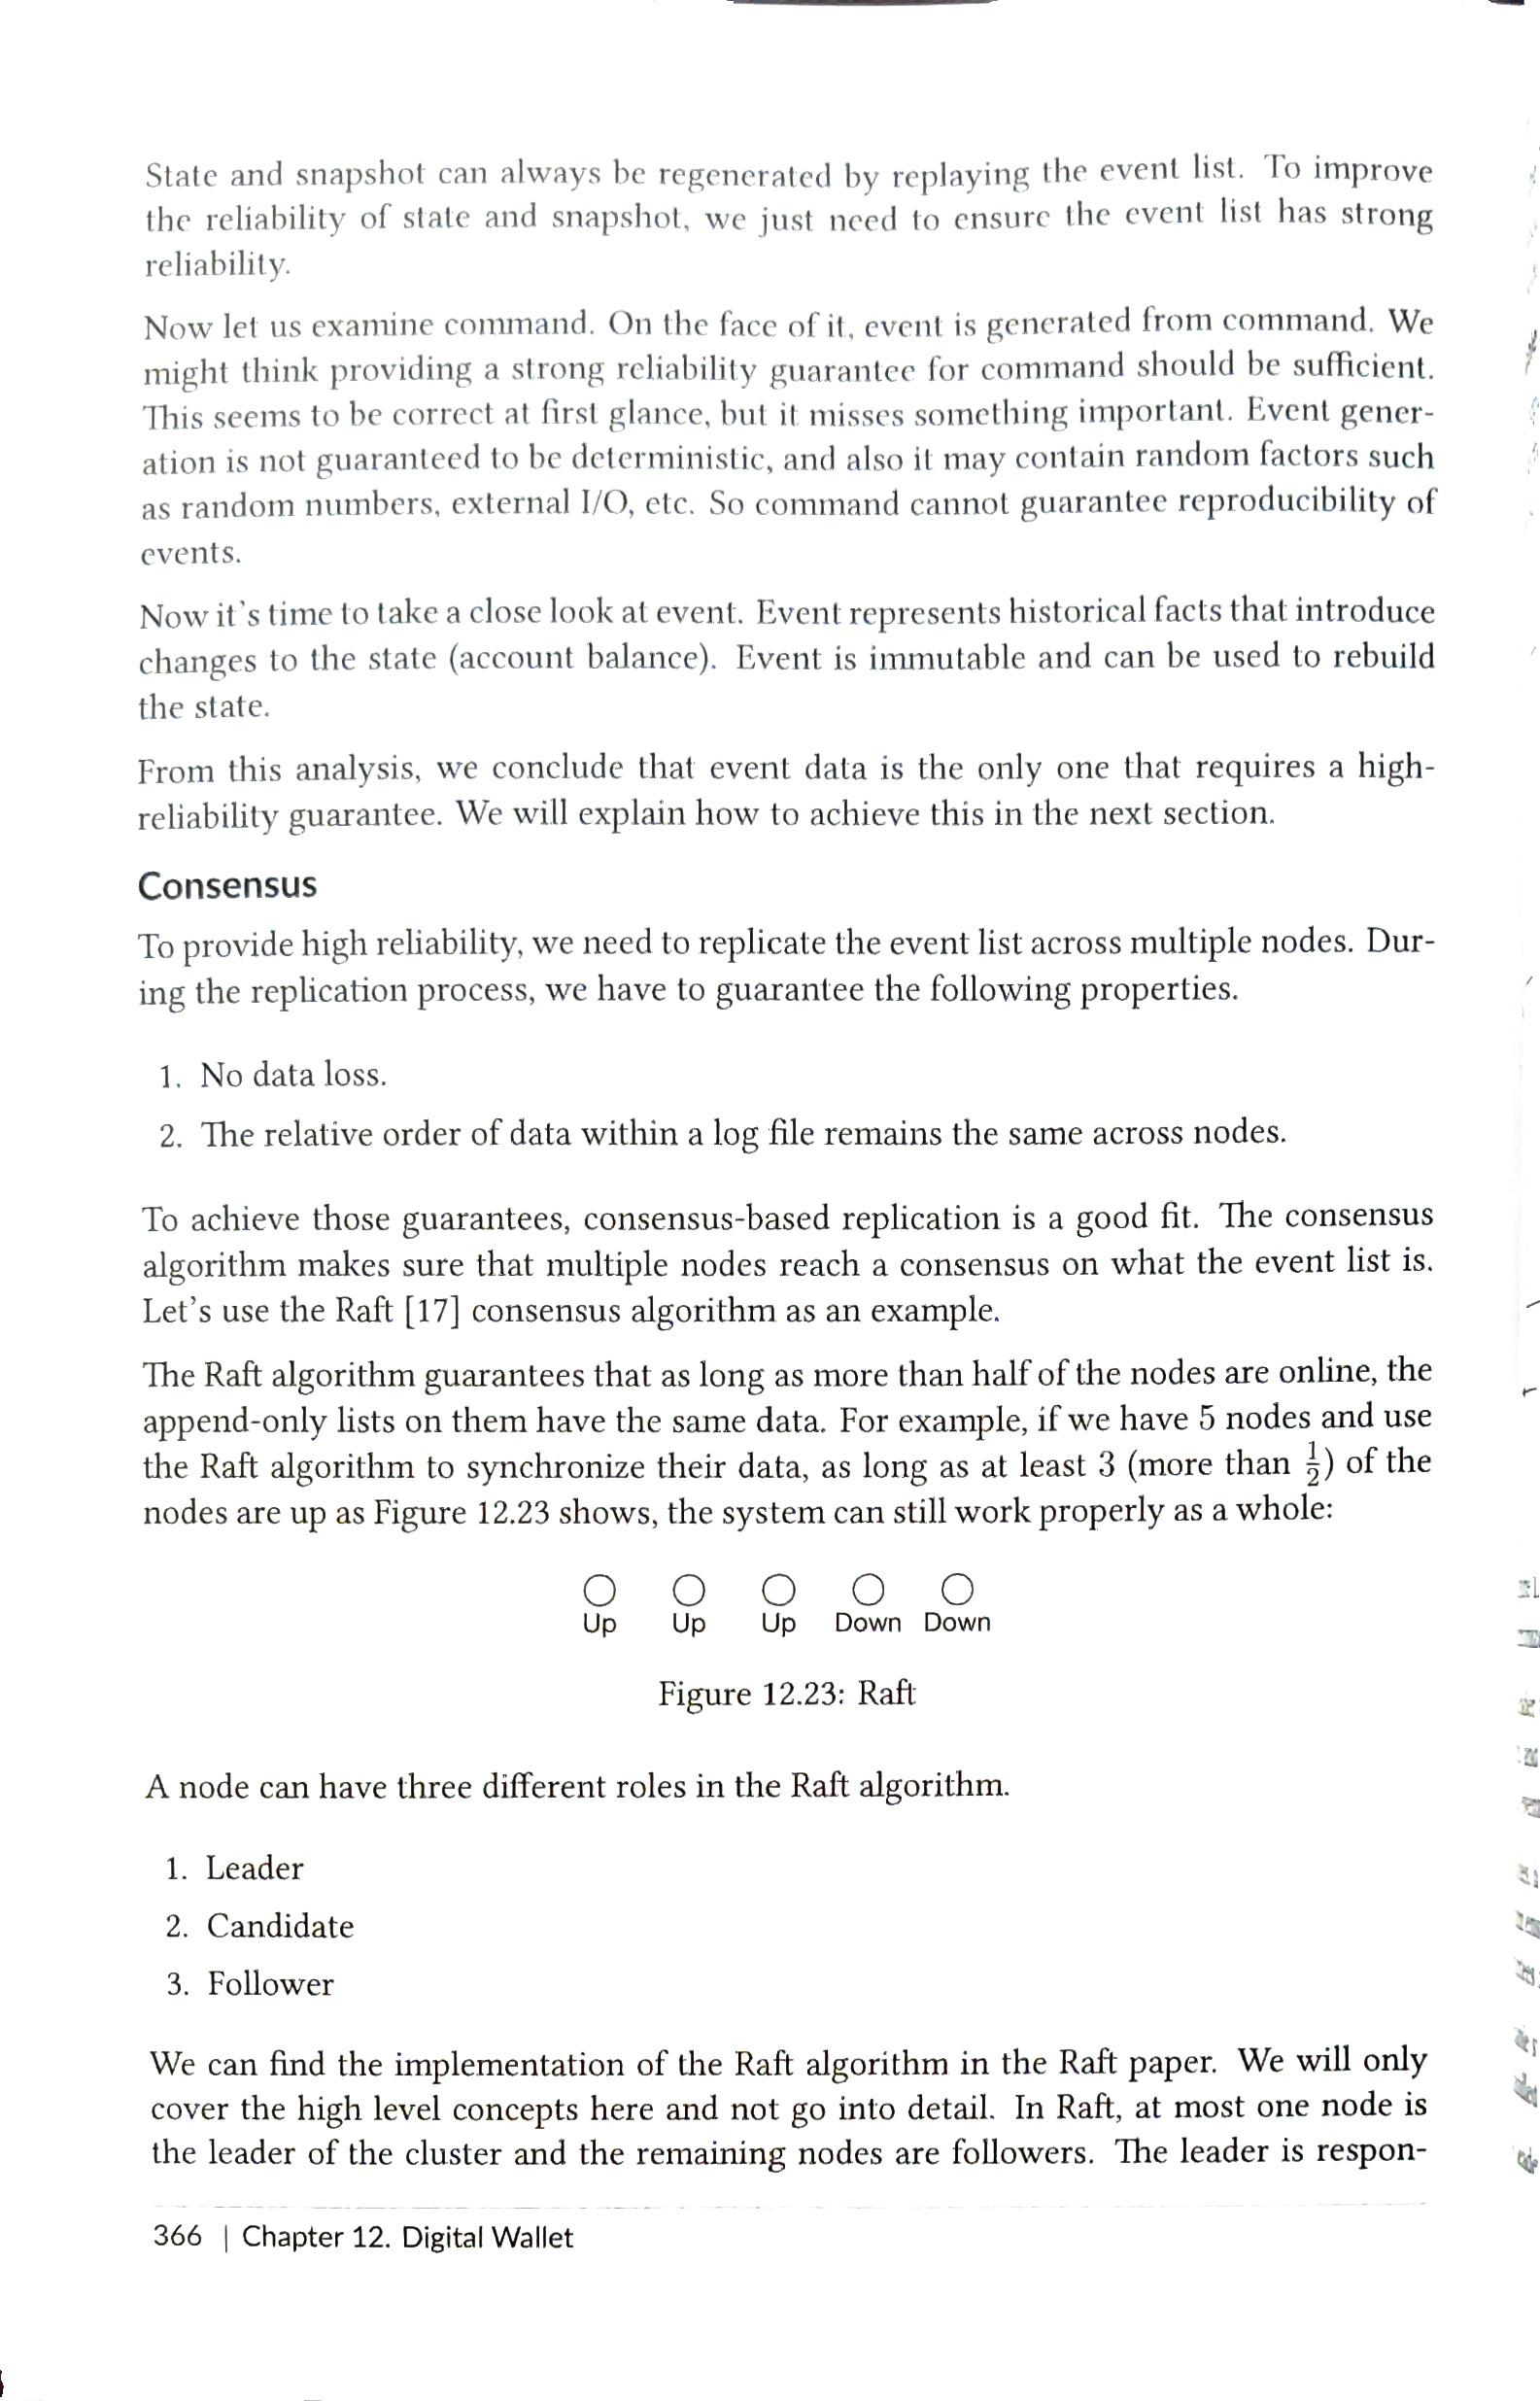 State and snapshot can always be regenerated by replaying the event list. To improve
the reliability of state and snapshot, we just need to ensure the event list has strong
reliability.
Now let us examine command. On the face of it, event is generated from command. We
might think providing a strong reliability guarantee for command should be sufficient.
This seems to be correct at first glance, but it misses something important. Event gener-
ation is not guaranteed to be deterministic, and also it may contain random factors such
as random numbers, external I/O, etc. So command cannot guarantee reproducibility of
events.
Now it's time to take a close look at event. Event represents historical facts that introduce
changes to the state (account balance). Event is immutable and can be used to rebuild
the state.
From this analysis, we conclude that event data is the only one that requires a high-
reliability guarantee. We will explain how to achieve this in the next section.
Consensus
To provide high reliability, we need to replicate the event list across multiple nodes. Dur-
ing the replication process, we have to guarantee the following properties.
1. No data loss.
2. The relative order of data within a log file remains the same across nodes.
To achieve those guarantees, consensus-based replication is a good fit. The consensus
algorithm makes sure that multiple nodes reach a consensus on what the event list is.
Let's use the Raft [17] consensus algorithm as an example.
The Raft algorithm guarantees that as long as more than half of the nodes are online, the
append-only lists on them have the same data. For example, if we have 5 nodes and use
the Raft algorithm to synchronize their data, as long as at least 3 (more than 1/2) of the
nodes are up as Figure 12.23 shows, the system can still work properly as a whole:
Up Up Up Down Down
Figure 12.23: Raft
A node can have three different roles in the Raft algorithm.
1. Leader
2. Candidate
3. Follower
We can find the implementation of the Raft algorithm in the Raft paper. We will only
cover the high level concepts here and not go into detail. In Raft, at most one node is
the leader of the cluster and the remaining nodes are followers. The leader is respon-
366 | Chapter 12. Digital Wallet